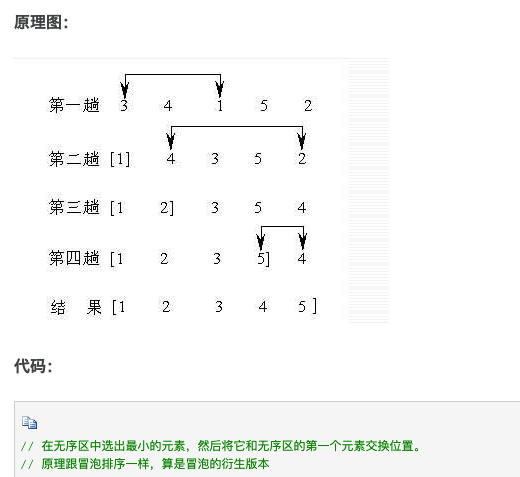 原理图：
第一趟 3 4 1 5 2
第二趟 [1] 4 3 5 2
第三趟 [1 2] 3 5 4
第四趟 [1 2 3 5] 4
结 果 [1 2 3 4 5 ]
代码：
// 在无序区中选出最小的元素，然后将它和无序区的第一个元素交换位置。
// 原理跟冒泡排序一样，算是冒泡的衍生版本